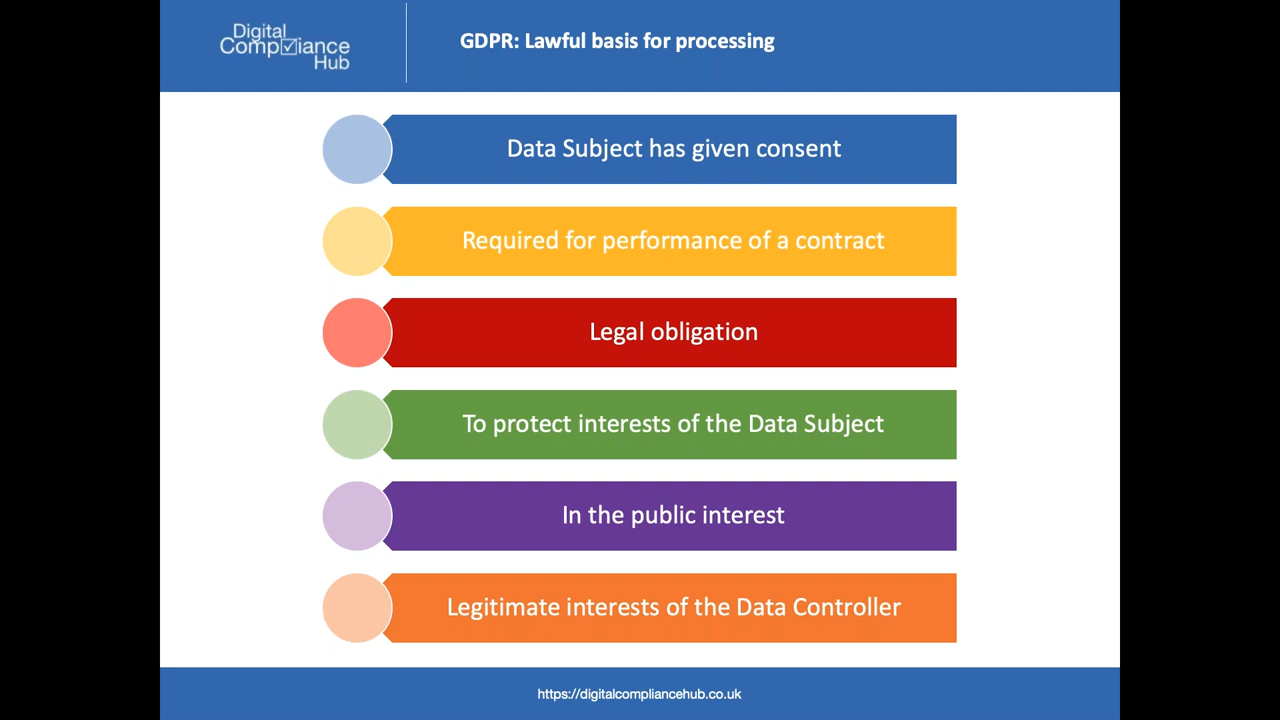 Digital
Compliance
Hub
GDPR: Lawful basis for processing
Data Subject has given consent
Required for performance of a contract
Legal obligation
To protect interests of the Data Subject
In the public interest
Legitimate interests of the Data Controller
https://digitalcompliancehub.co.uk